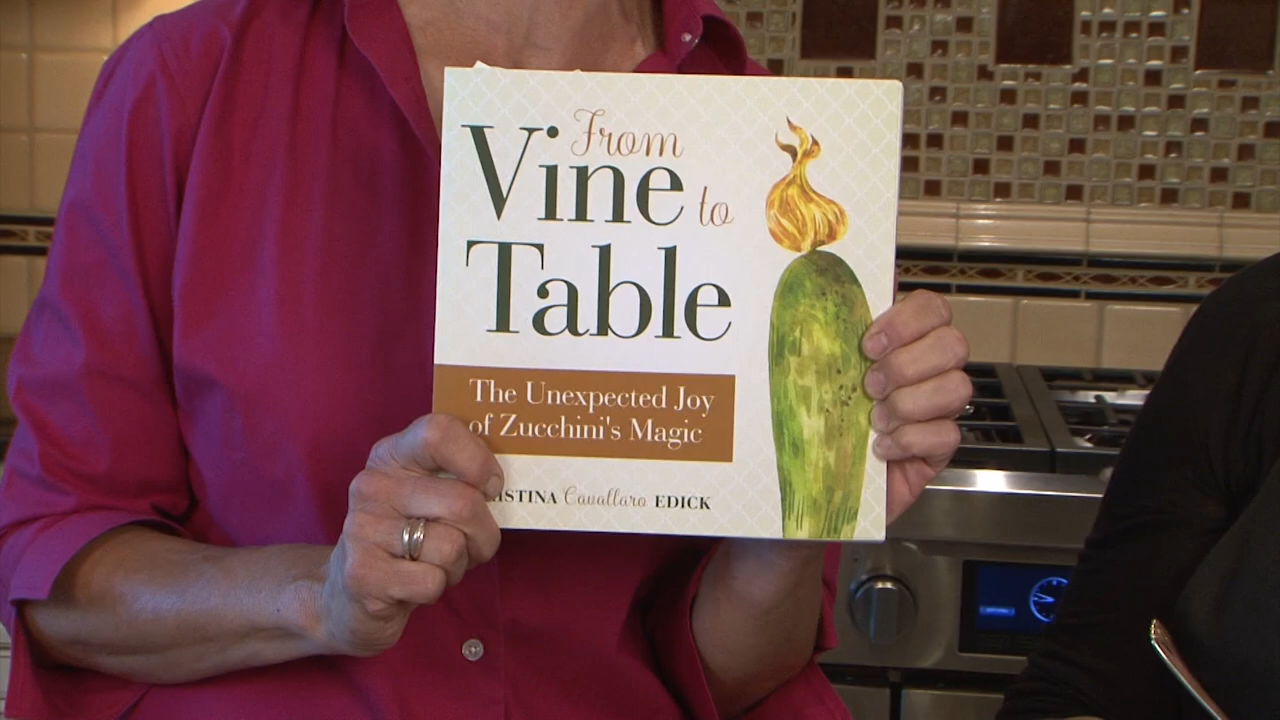 From
Vine to
Table
The Unexpected Joy
of Zucchini's Magic
Cavallaro EDICK